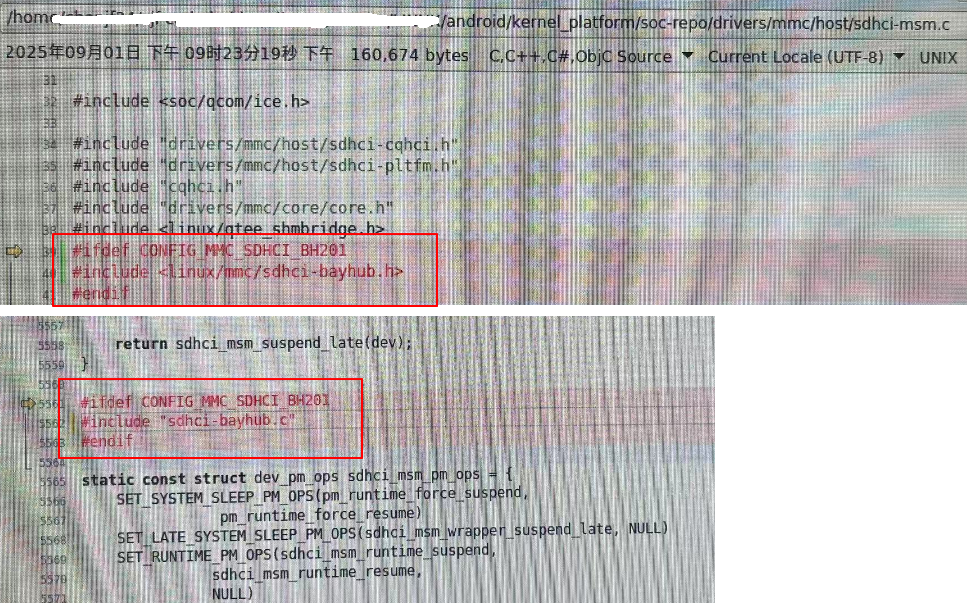 /home
/android/kernel_platform/soc-repo/drivers/mmc/host/sdhci-msm.c
2025年09月01日 下午 09时23分19秒 下午 160,674 bytes C,C++,C#,ObjC Source Current Locale (UTF-8) UNIX
31
32 #include <soc/qcom/ice.h>
33
34 #include "drivers/mmc/host/sdhci-cqhci.h"
35 #include "drivers/mmc/host/sdhci-pltfm.h"
36 #include "cqhci.h"
37 #include "drivers/mmc/core/core.h"
38 #include <linux/qtee_shmbridge.h>
39 #ifdef CONFIG_MMC_SDHCI_BH201
40 #include <linux/mmc/sdhci-bayhub.h>
41 #endif
5557
5558 return sdhci_msm_suspend_late(dev);
5559 }
5560
5561 #ifdef CONFIG_MMC_SDHCI_BH201
5562 #include "sdhci-bayhub.c"
5563 #endif
5564
5565 static const struct dev_pm_ops sdhci_msm_pm_ops = {
5566 SET_SYSTEM_SLEEP_PM_OPS(pm_runtime_force_suspend,
5567 pm_runtime_force_resume)
5568 SET_LATE_SYSTEM_SLEEP_PM_OPS(sdhci_msm_wrapper_suspend_late, NULL)
5569 SET_RUNTIME_PM_OPS(sdhci_msm_runtime_suspend,
5570 sdhci_msm_runtime_resume,
5571 NULL)